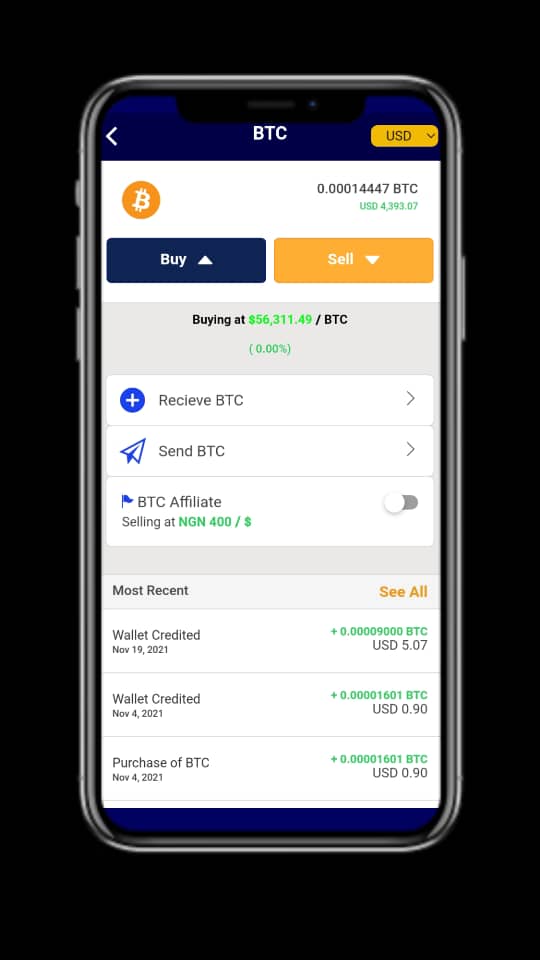 BTC
USD
0.00014447 BTC
USD 4,393.07
Buy
Sell
Buying at $56,311.49 / BTC
( 0.00%)
Recieve BTC
Send BTC
BTC Affiliate
Selling at NGN 400 / $
Most Recent
See All
Wallet Credited
+ 0.00009000 BTC
Nov 19, 2021
USD 5.07
Wallet Credited
+ 0.00001601 BTC
Nov 4, 2021
USD 0.90
Purchase of BTC
+ 0.00001601 BTC
Nov 4, 2021
USD 0.90